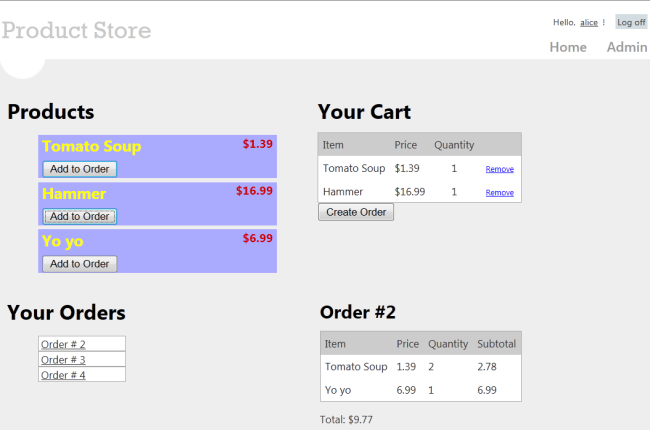 Product Store
Hello, alice ! Log off
Home Admin
Products
Tomato Soup $1.39
Add to Order
Hammer $16.99
Add to Order
Yo yo $6.99
Add to Order
Your Cart
Item Price Quantity
Tomato Soup $1.39 1 Remove
Hammer $16.99 1 Remove
Create Order
Your Orders
Order # 2
Order # 3
Order # 4
Order #2
Item Price Quantity Subtotal
Tomato Soup 1.39 2 2.78
Yo yo 6.99 1 6.99
Total: $9.77